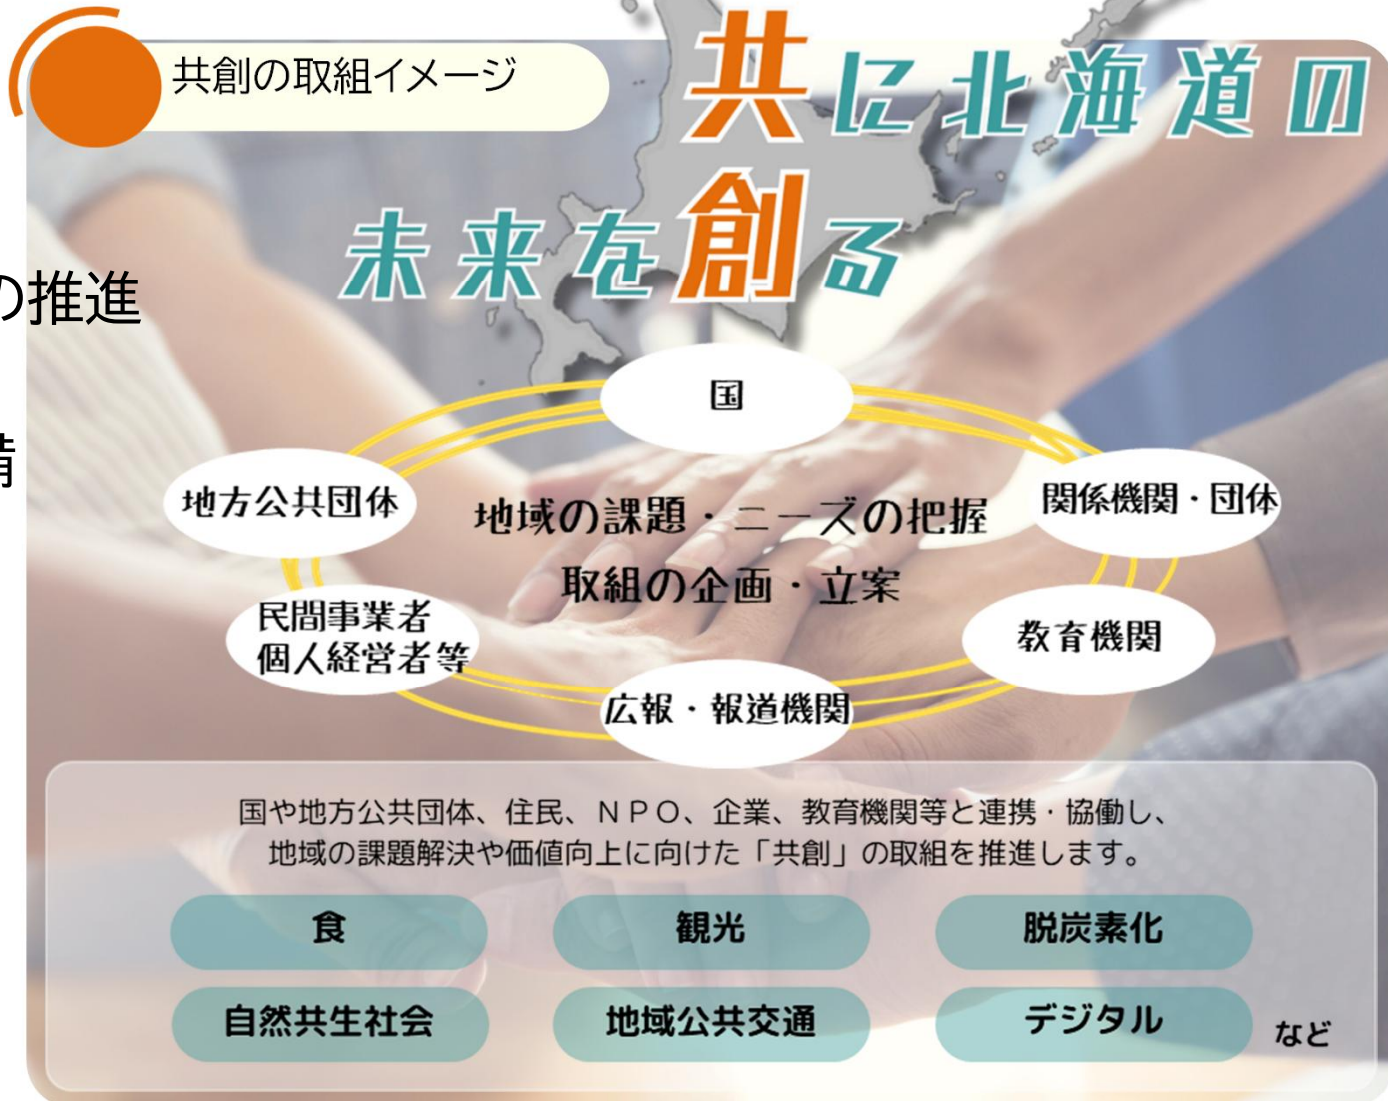 共創の取組イメージ
共に北海道の
未来を創る
の推進
備
国
地方公共団体
関係機関・団体
地域の課題・ニーズの把握
取組の企画・立案
民間事業者
個人経営者等
教育機関
広報・報道機関
国や地方公共団体、住民、ＮＰＯ、企業、教育機関等と連携・協働し、
地域の課題解決や価値向上に向けた「共創」の取組を推進します。
食
観光
脱炭素化
自然共生社会
地域公共交通
デジタル
など